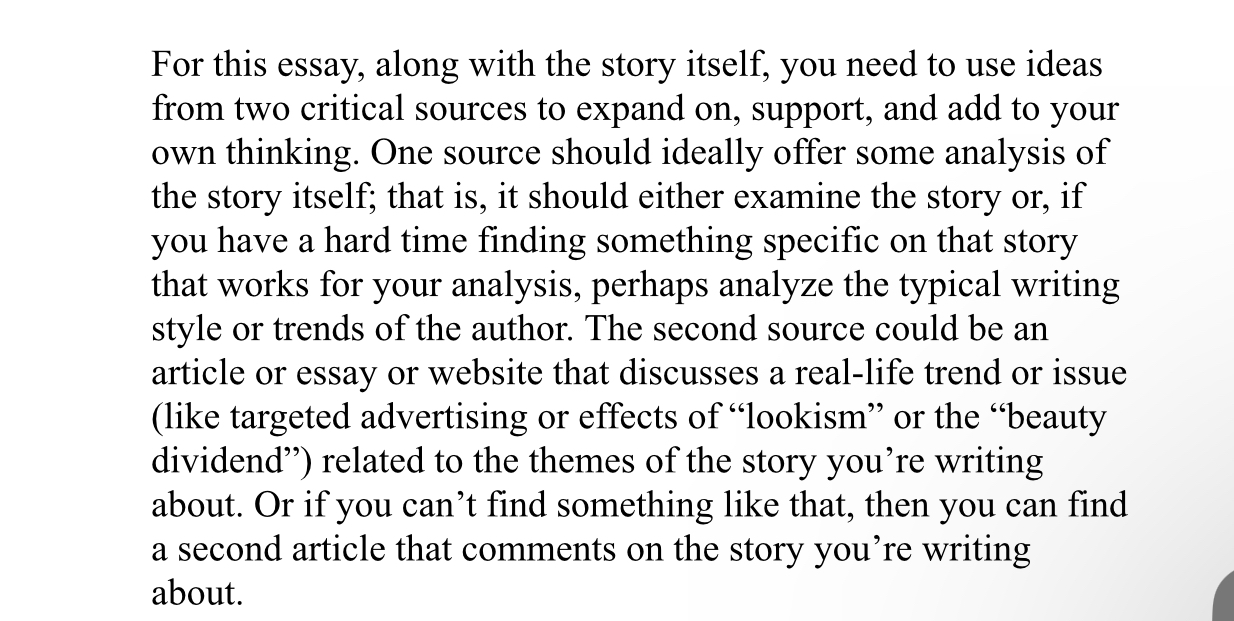 For this essay, along with the story itself, you need to use ideas
from two critical sources to expand on, support, and add to your
own thinking. One source should ideally offer some analysis of
the story itself; that is, it should either examine the story or, if
you have a hard time finding something specific on that story
that works for your analysis, perhaps analyze the typical writing
style or trends of the author. The second source could be an
article or essay or website that discusses a real-life trend or issue
(like targeted advertising or effects of “lookism” or the “beauty
dividend”) related to the themes of the story you’re writing
about. Or if you can’t find something like that, then you can find
a second article that comments on the story you’re writing
about.